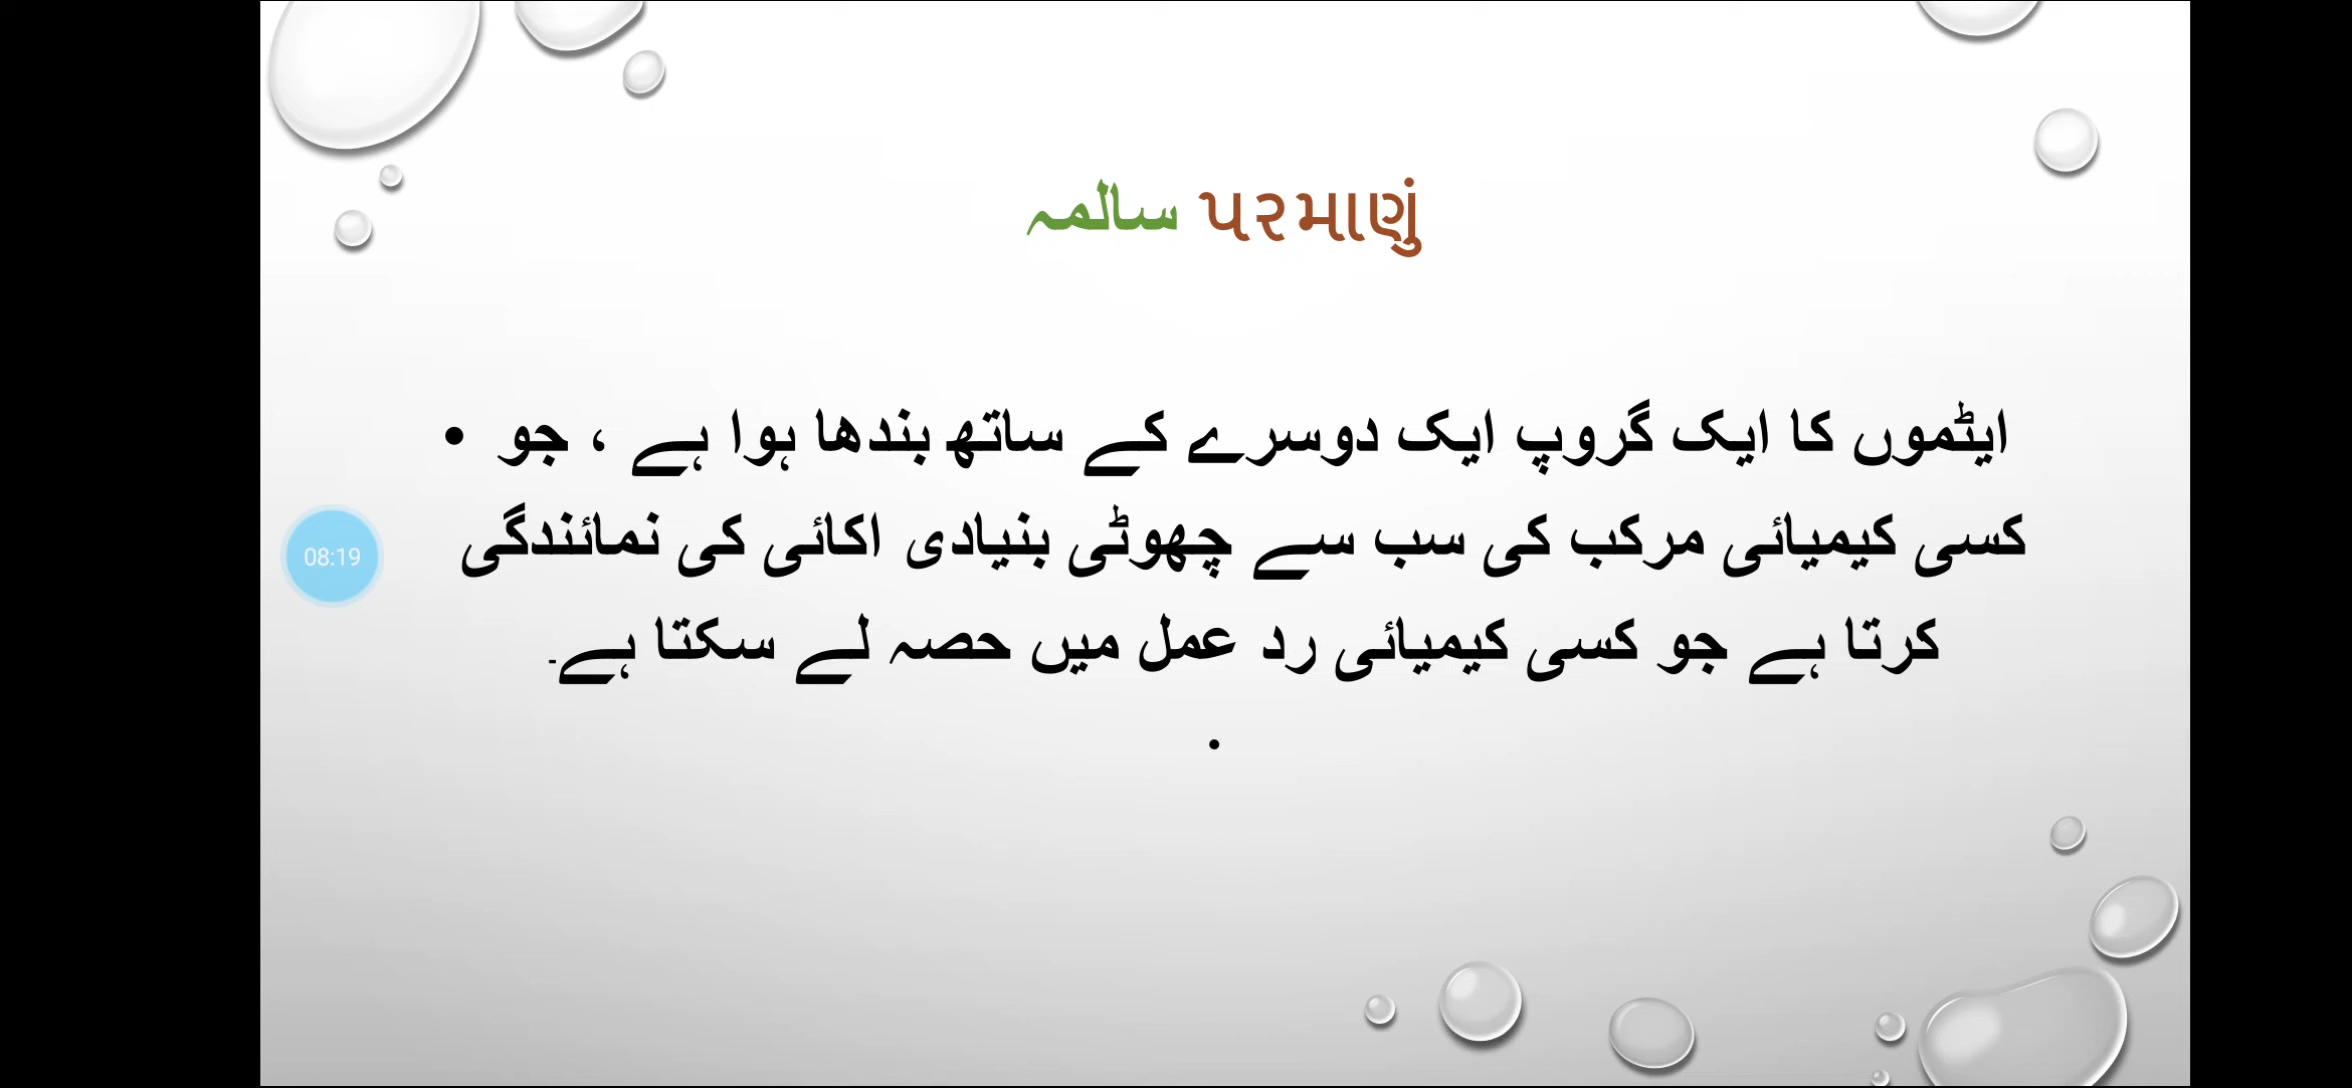 سالمہ પરમાણું
• ایٹموں کا ایک گروپ ایک دوسرے کے ساتھ بندھا ہوا ہے ، جو
کسی کیمیائی مرکب کی سب سے چھوٹی بنیادی اکائی کی نمائندگی
کرتا ہے جو کسی کیمیائی رد عمل میں حصہ لے سکتا ہے۔
•
08:19